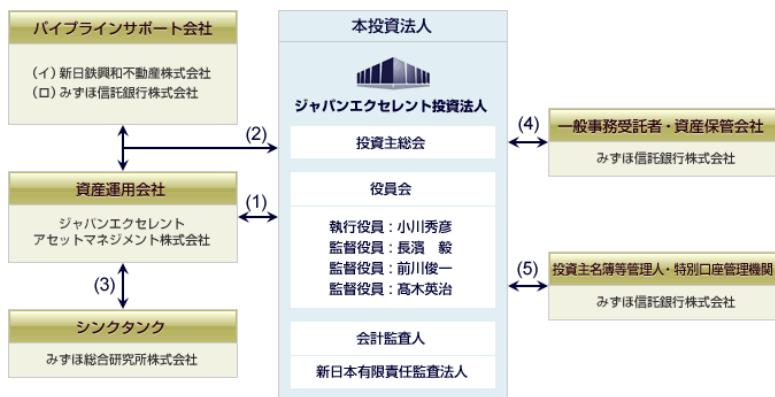 パイプラインサポート会社
(イ)新日鉄興和不動産株式会社
(ロ)みずほ信託銀行株式会社
(2)
資産運用会社
ジャパンエクセレント
アセットマネジメント株式会社
(1)
(3)
シンクタンク
みずほ総合研究所株式会社
本投資法人
ジャパンエクセレント投資法人
投資主総会
役員会
執行役員:小川秀彦
監督役員:長濱 毅
監督役員:前川俊一
監督役員:髙木英治
会計監査人
新日本有限責任監査法人
(4)
一般事務受託者・資産保管会社
みずほ信託銀行株式会社
(5)
投資主名簿等管理人・特別口座管理機関
みずほ信託銀行株式会社